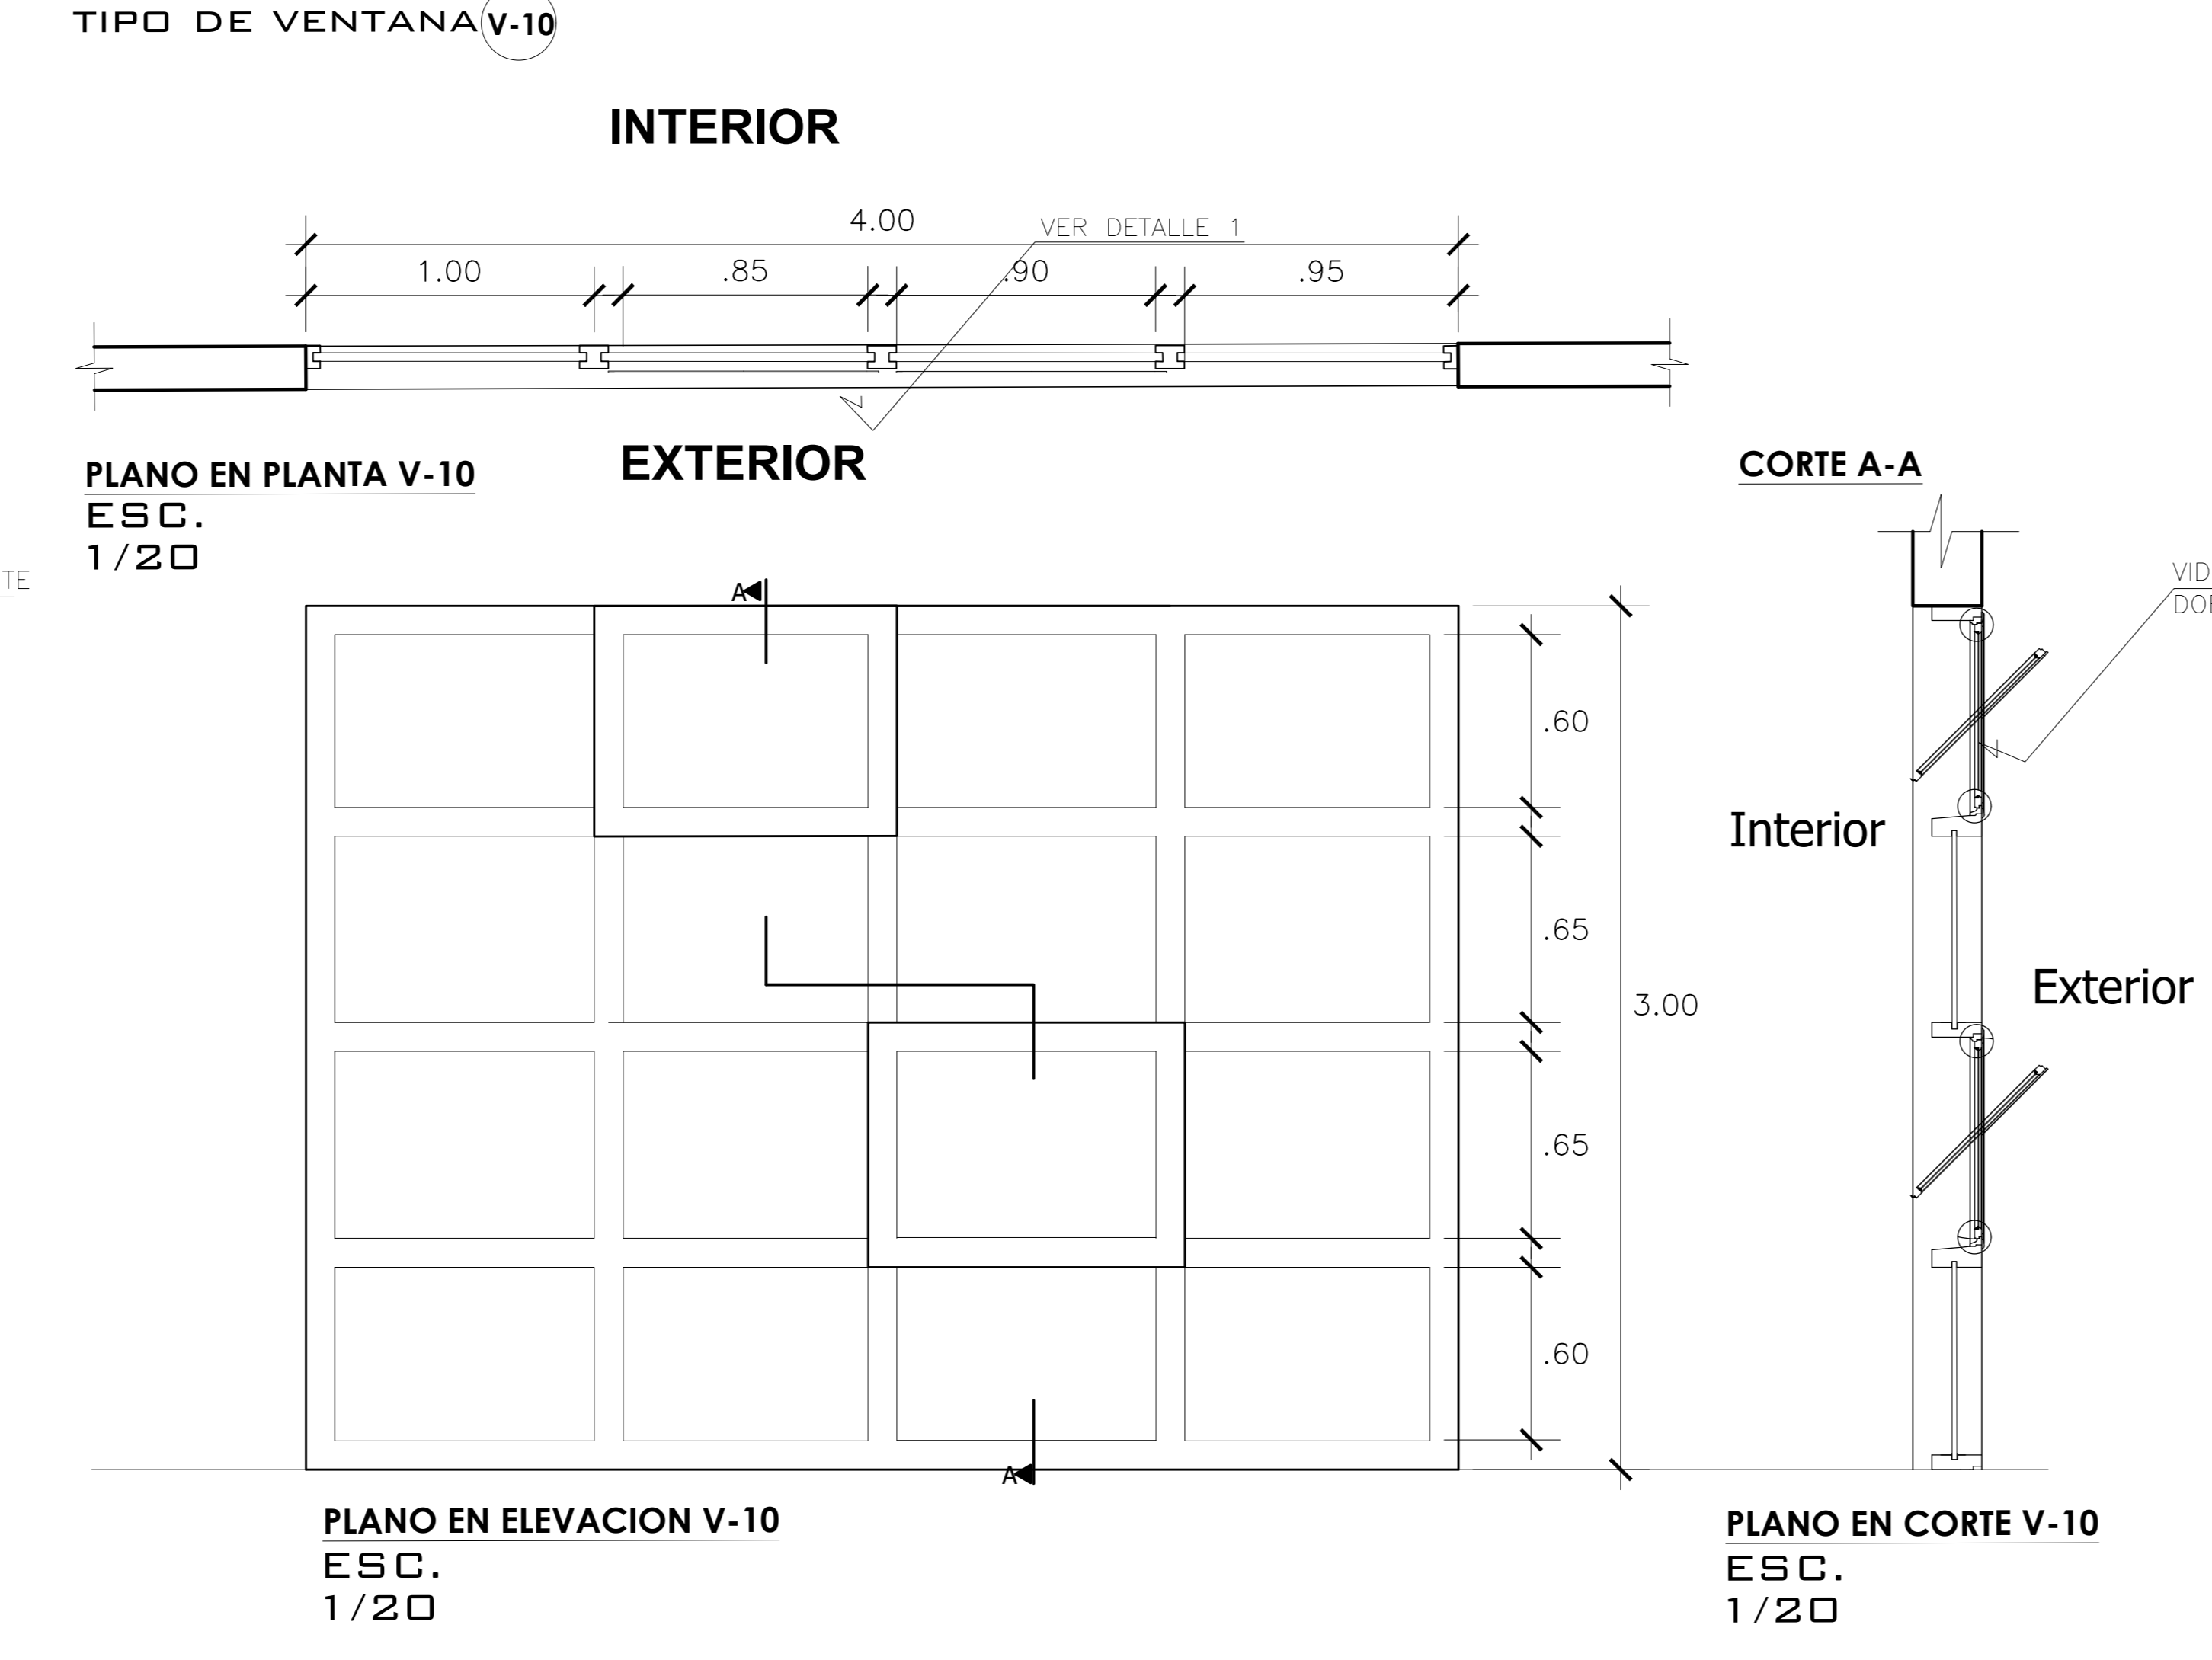 TIPO DE VENTANA V-10
INTERIOR
4.00
VER DETALLE 1
1.00 .85 .90 .95
EXTERIOR
PLANO EN PLANTA V-10
ESC.
1/20
CORTE A-A
TE
VID
A
.60
Interior
.65
Exterior
3.00
.65
.60
A
PLANO EN ELEVACION V-10
ESC.
1/20
PLANO EN CORTE V-10
ESC.
1/20